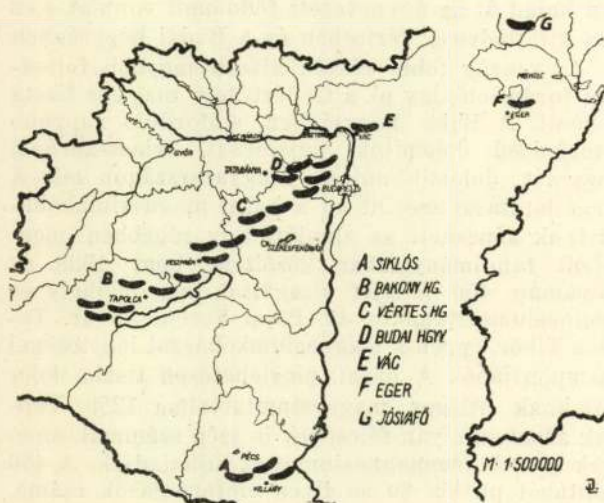 G
MISKOLC
F
EGER
E
VÁC
GYŐR
TATABÁNYA
D
BUDAPEST
C
SZÉKESFEHÉRVÁR
VESZPRÉM
B
TAPOLCA
A
PÉCS
VILLÁNY
A SIKLÓS
B BAKONY HG.
C VÉRTES HG
D BUDAI HGY.
E VÁC
F EGER
G JÓSVAFŐ
M 1:500000